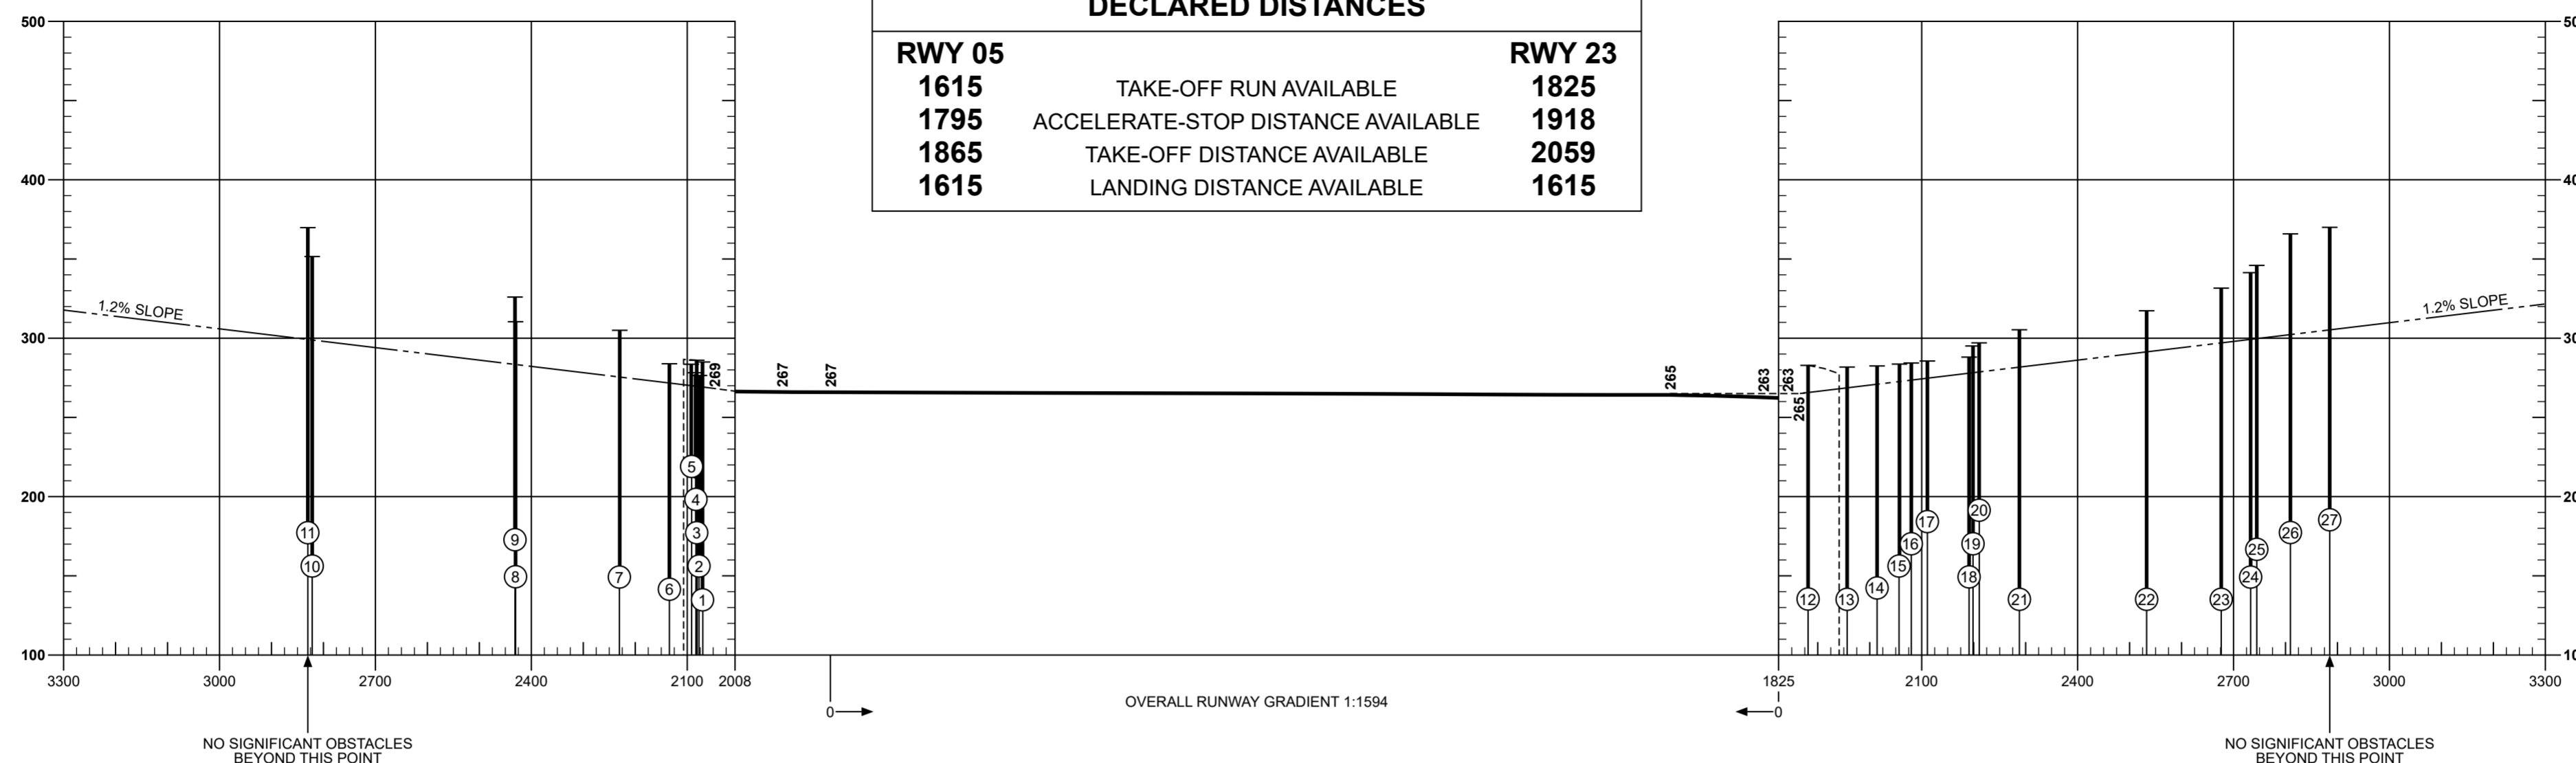 DECLARED DISTANCES
RWY 05 RWY 23
1615 TAKE-OFF RUN AVAILABLE 1825
1795 ACCELERATE-STOP DISTANCE AVAILABLE 1918
1865 TAKE-OFF DISTANCE AVAILABLE 2059
1615 LANDING DISTANCE AVAILABLE 1615
500
400
300
200
100
1.2% SLOPE
11
10
9
8
7
6
5
4
3
2
1
269
267
267
265
263
263
265
1.2% SLOPE
12
13
14
15
16
17
18
19
20
21
22
23
24
25
26
27
3300 3000 2700 2400 2100 2008
1825 2100 2400 2700 3000 3300
0
OVERALL RUNWAY GRADIENT 1:1594
0
NO SIGNIFICANT OBSTACLES
BEYOND THIS POINT
NO SIGNIFICANT OBSTACLES
BEYOND THIS POINT